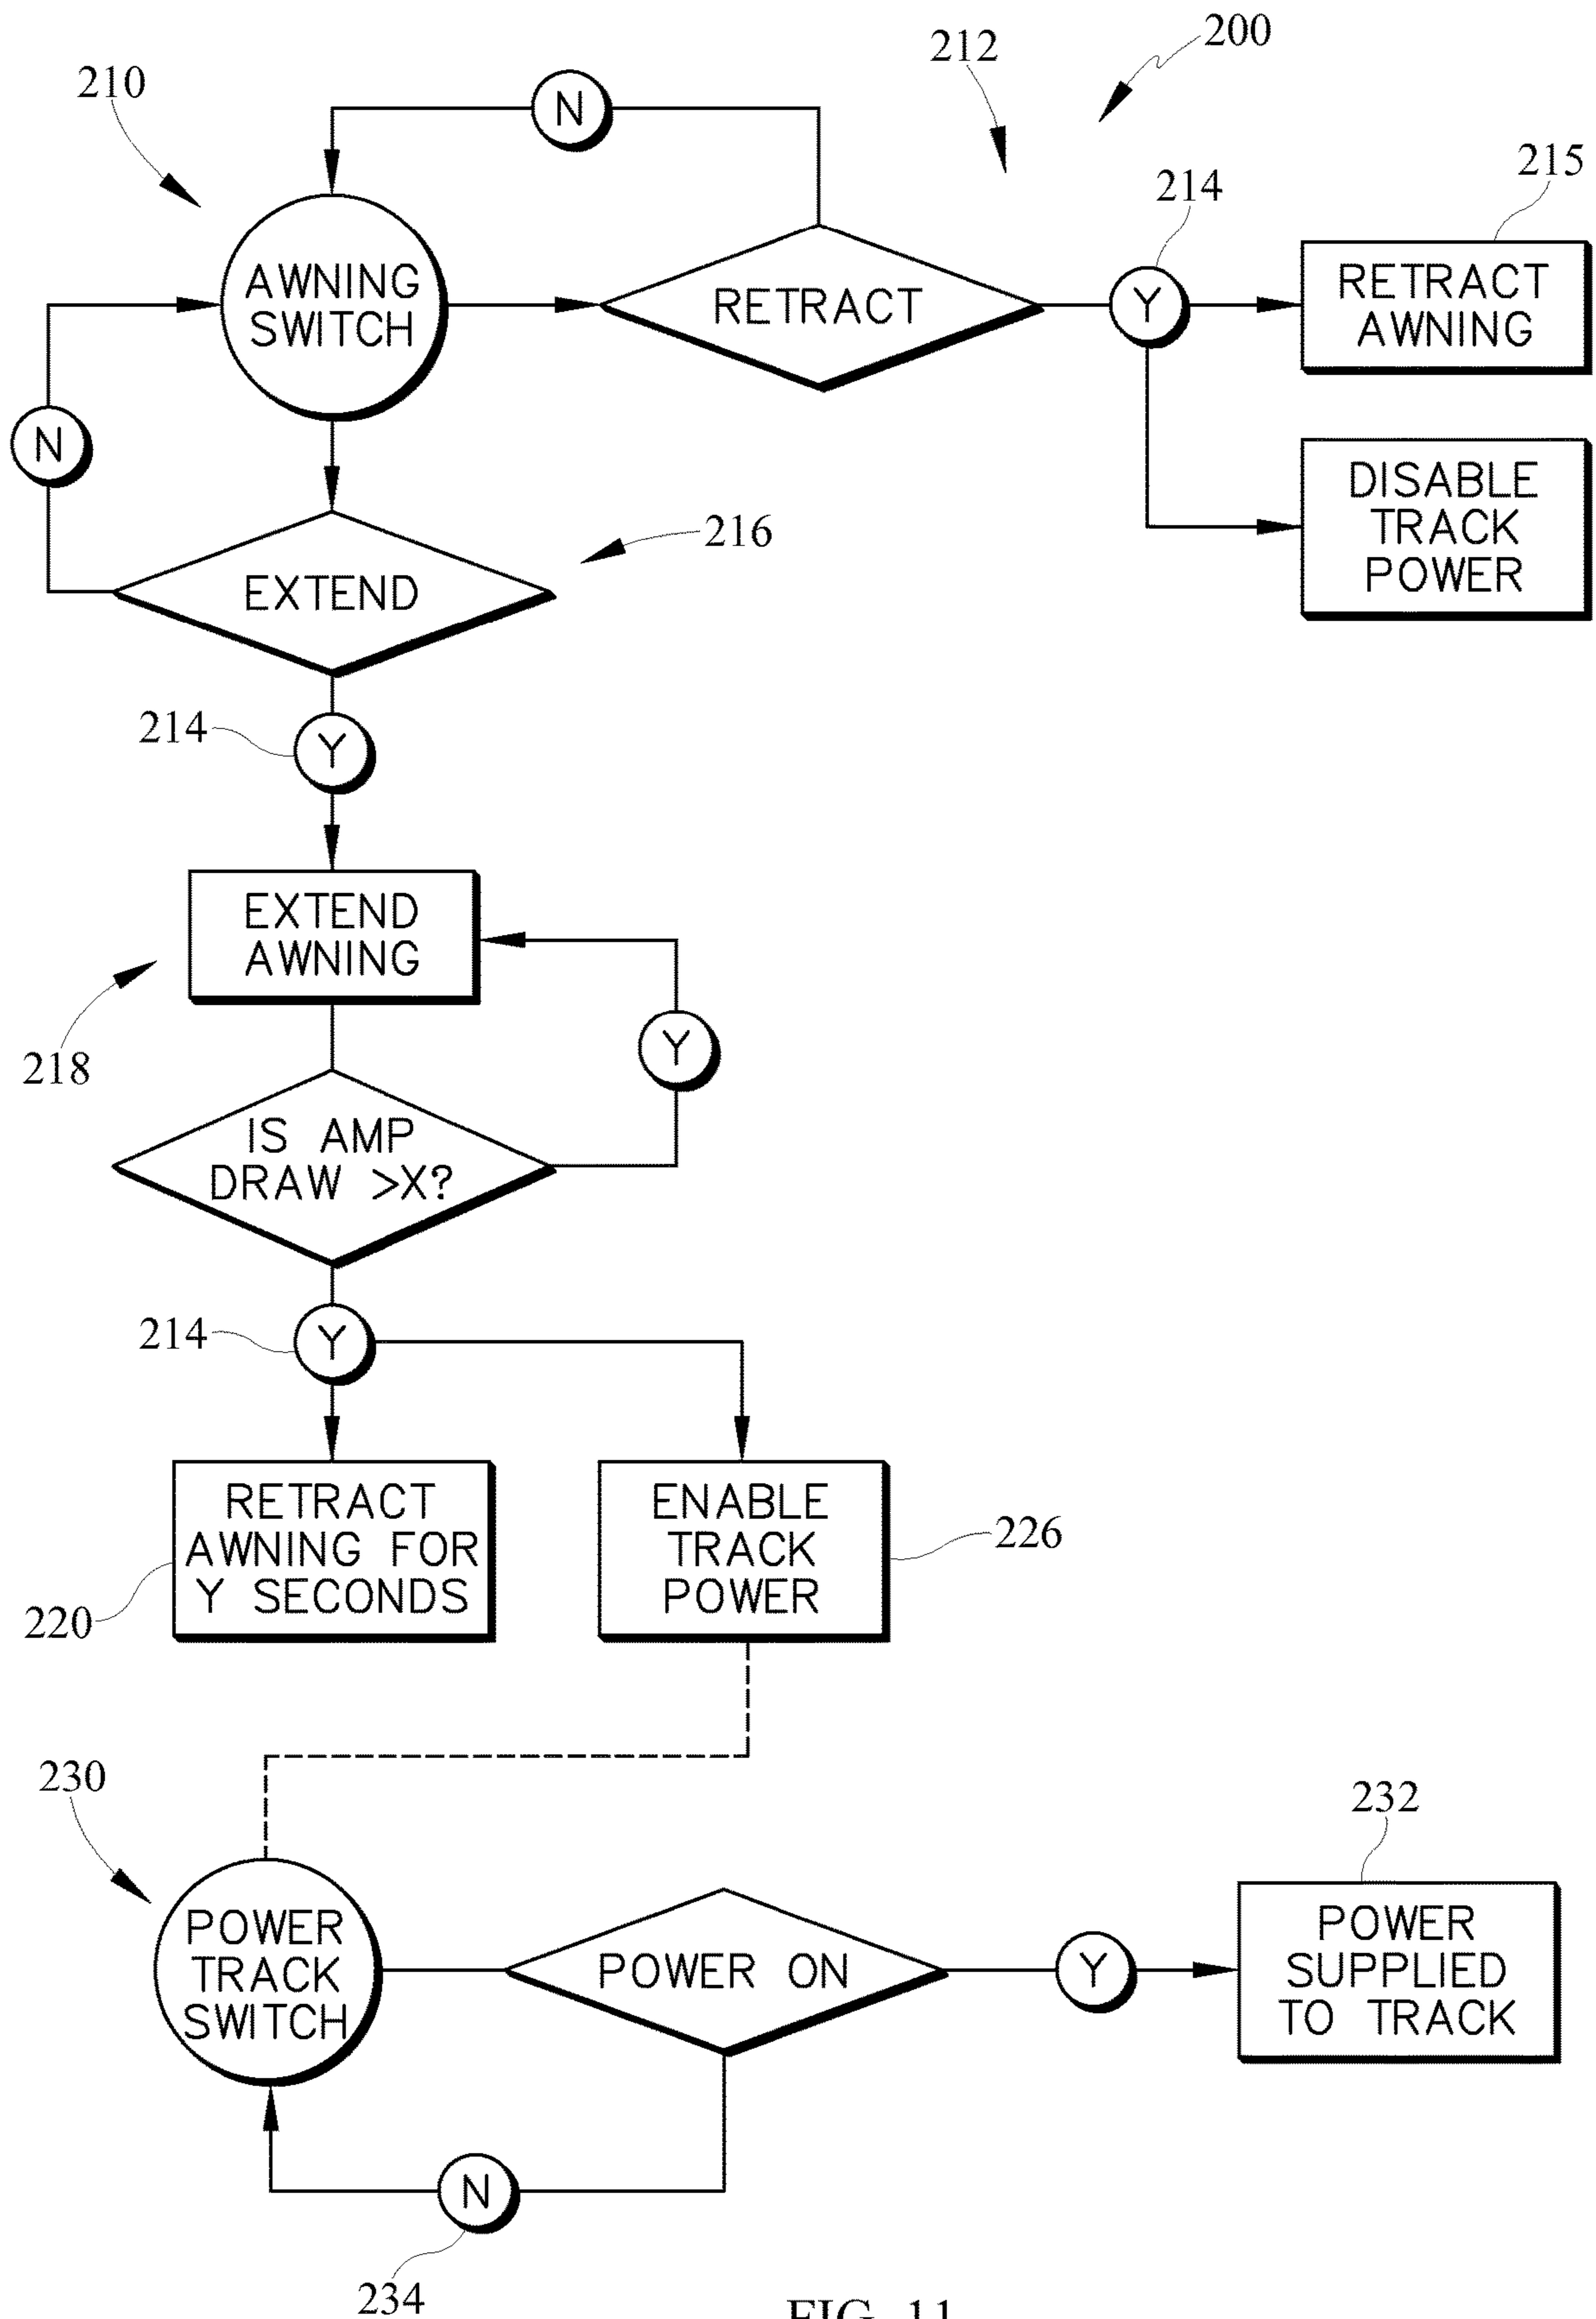 200
212
210
N
215
214
AWNING
SWITCH
RETRACT
Y
RETRACT
AWNING
N
DISABLE
TRACK
POWER
216
EXTEND
214
Y
EXTEND
AWNING
218
Y
IS AMP
DRAW >X?
214
Y
RETRACT
AWNING FOR
Y SECONDS
220
ENABLE
TRACK
POWER
226
230
232
POWER
TRACK
SWITCH
POWER ON
Y
POWER
SUPPLIED
TO TRACK
N
234
FIG. 11